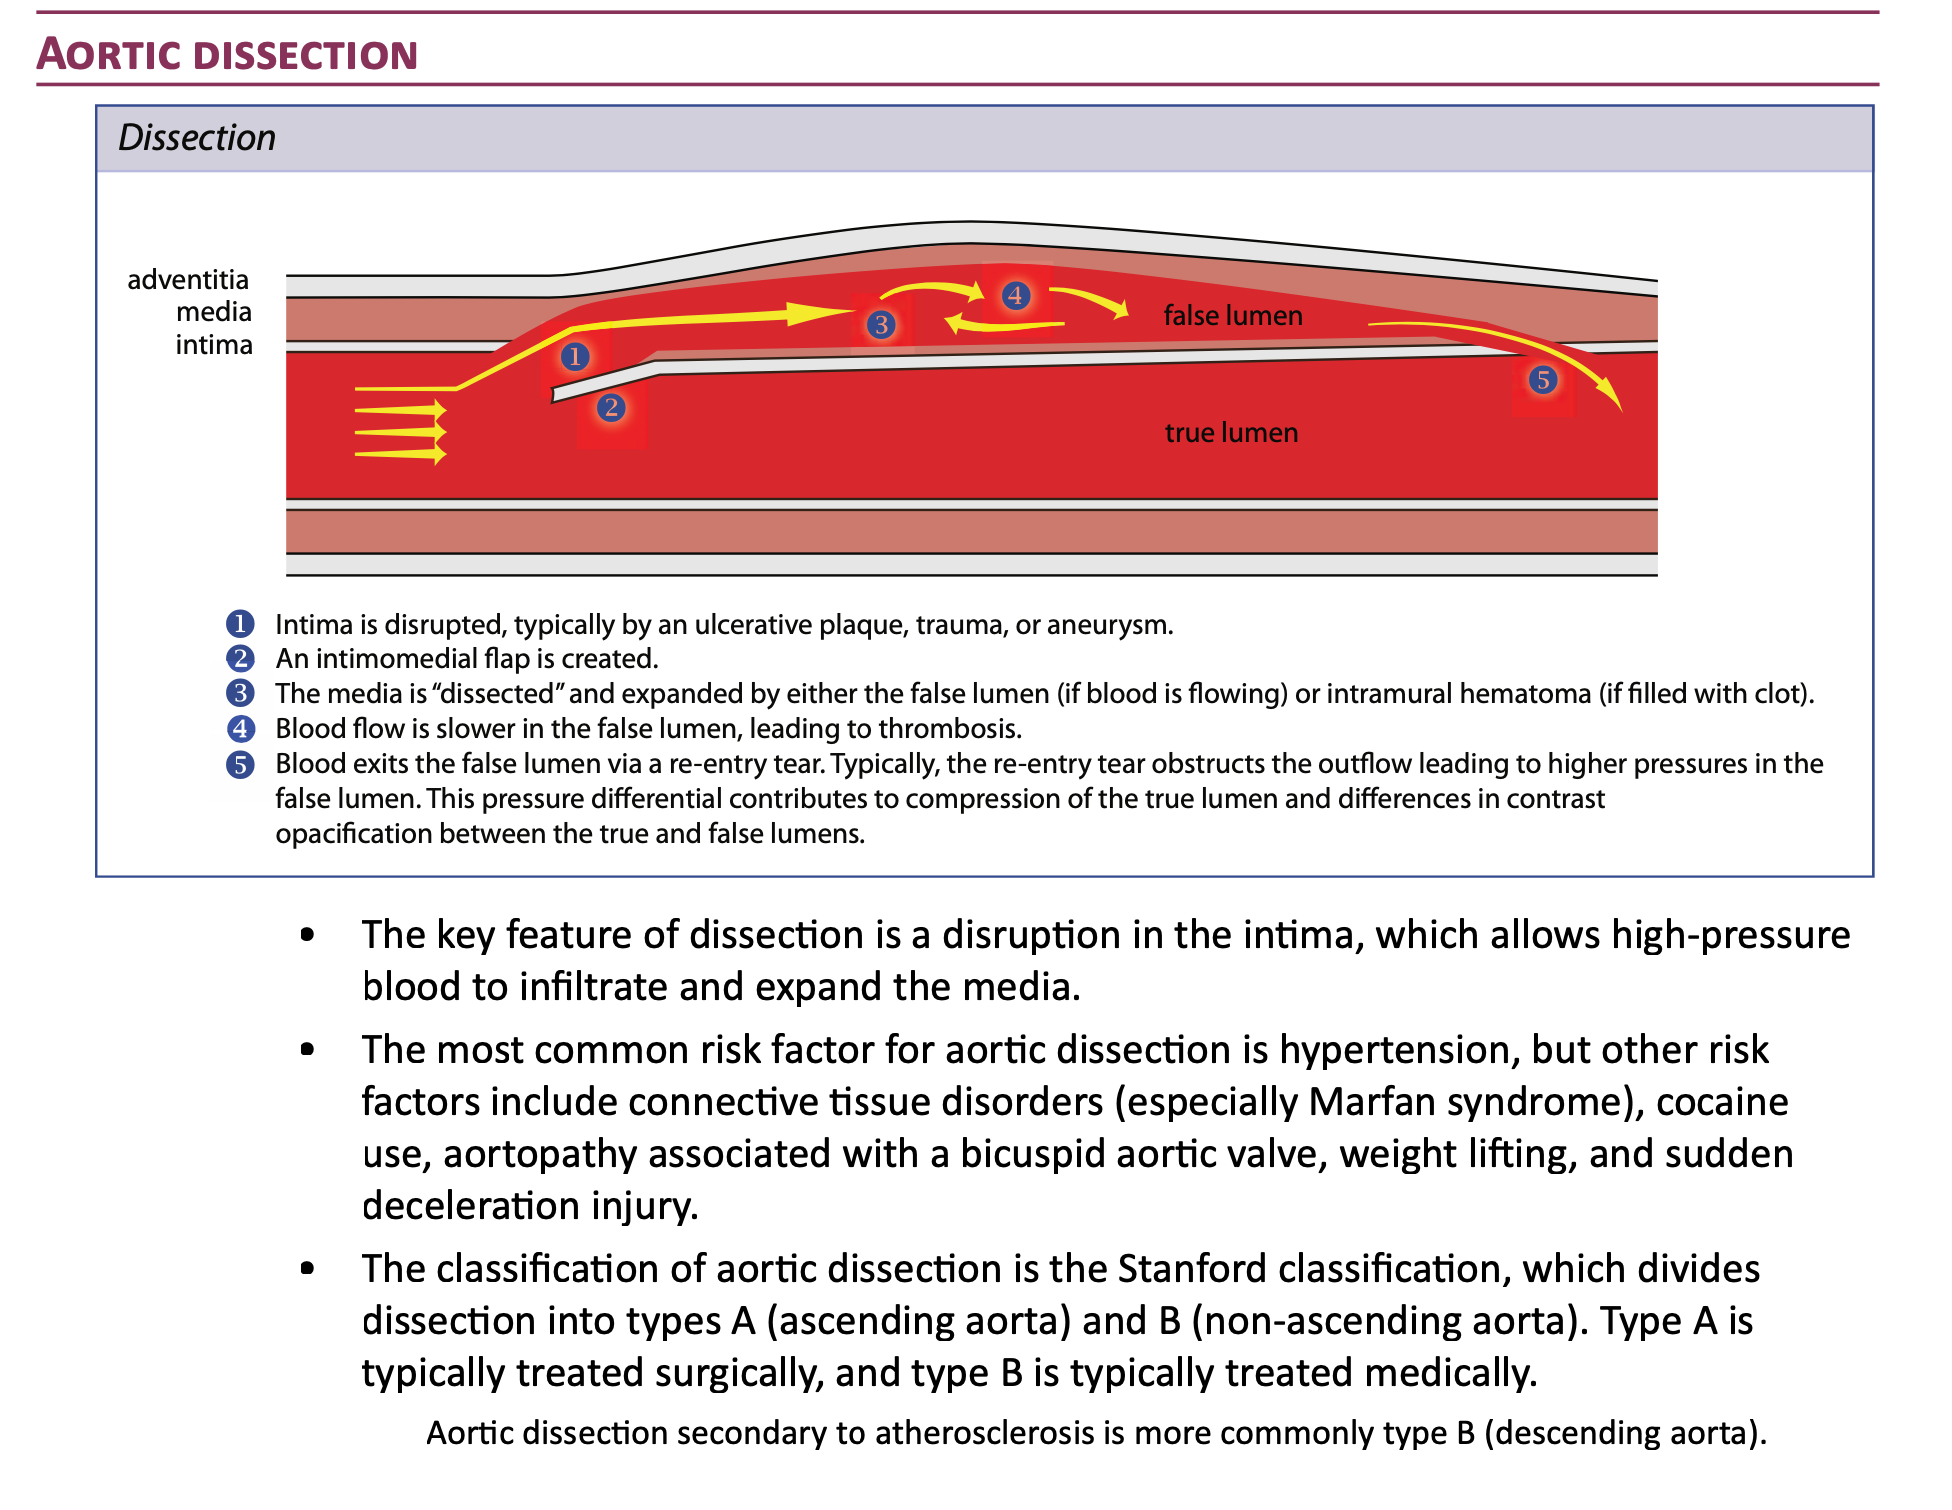 AORTIC DISSECTION
Dissection
adventitia
media
intima
1
2
3
4
5
false lumen
true lumen
1 Intima is disrupted, typically by an ulcerative plaque, trauma, or aneurysm.
2 An intimomedial flap is created.
3 The media is “dissected” and expanded by either the false lumen (if blood is flowing) or intramural hematoma (if filled with clot).
4 Blood flow is slower in the false lumen, leading to thrombosis.
5 Blood exits the false lumen via a re-entry tear. Typically, the re-entry tear obstructs the outflow leading to higher pressures in the
false lumen. This pressure differential contributes to compression of the true lumen and differences in contrast
opacification between the true and false lumens.
• The key feature of dissection is a disruption in the intima, which allows high-pressure
blood to infiltrate and expand the media.
• The most common risk factor for aortic dissection is hypertension, but other risk
factors include connective tissue disorders (especially Marfan syndrome), cocaine
use, aortopathy associated with a bicuspid aortic valve, weight lifting, and sudden
deceleration injury.
• The classification of aortic dissection is the Stanford classification, which divides
dissection into types A (ascending aorta) and B (non-ascending aorta). Type A is
typically treated surgically, and type B is typically treated medically.
Aortic dissection secondary to atherosclerosis is more commonly type B (descending aorta).